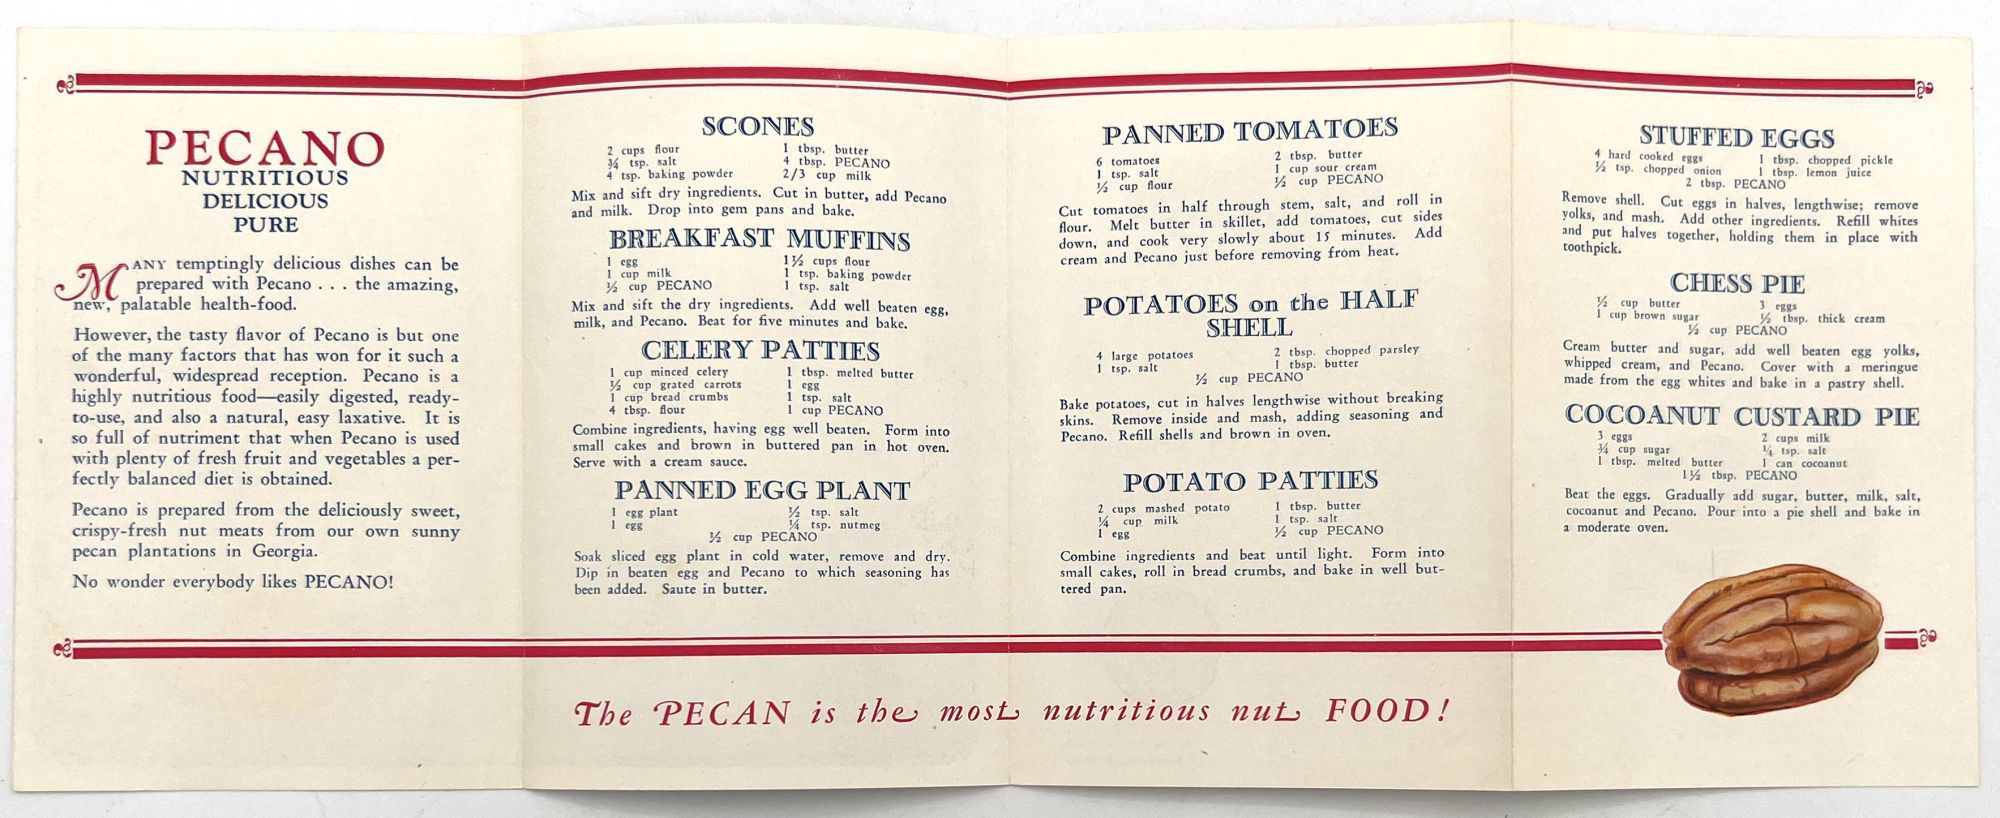 PECANO
NUTRITIOUS
DELICIOUS
PURE
MANY temptingly delicious dishes can be
prepared with Pecano . . . the amazing,
new, palatable health-food.
However, the tasty flavor of Pecano is but one
of the many factors that has won for it such a
wonderful, widespread reception. Pecano is a
highly nutritious food—easily digested, ready-
to-use, and also a natural, easy laxative. It is
so full of nutriment that when Pecano is used
with plenty of fresh fruit and vegetables a per-
fectly balanced diet is obtained.
Pecano is prepared from the deliciously sweet,
crispy-fresh nut meats from our own sunny
pecan plantations in Georgia.
No wonder everybody likes PECANO!
SCONES
2 cups flour 1 tbsp. butter
¾ tsp. salt 4 tbsp. PECANO
4 tsp. baking powder 2/3 cup milk
Mix and sift dry ingredients. Cut in butter, add Pecano
and milk. Drop into gem pans and bake.
BREAKFAST MUFFINS
1 egg 1½ cups flour
1 cup milk 1 tsp. baking powder
½ cup PECANO 1 tsp. salt
Mix and sift the dry ingredients. Add well beaten egg,
milk, and Pecano. Beat for five minutes and bake.
CELERY PATTIES
1 cup minced celery 1 tbsp. melted butter
½ cup grated carrots 1 egg
1 cup bread crumbs 1 tsp. salt
4 tbsp. flour 1 cup PECANO
Combine ingredients, having egg well beaten. Form into
small cakes and brown in buttered pan in hot oven.
Serve with a cream sauce.
PANNED EGG PLANT
1 egg plant ½ tsp. salt
1 egg ¼ tsp. nutmeg
½ cup PECANO
Soak sliced egg plant in cold water, remove and dry.
Dip in beaten egg and Pecano to which seasoning has
been added. Saute in butter.
PANNED TOMATOES
6 tomatoes 2 tbsp. butter
1 tsp. salt 1 cup sour cream
½ cup flour ½ cup PECANO
Cut tomatoes in half through stem, salt, and roll in
flour. Melt butter in skillet, add tomatoes, cut sides
down, and cook very slowly about 15 minutes. Add
cream and Pecano just before removing from heat.
POTATOES on the HALF
SHELL
4 large potatoes 2 tbsp. chopped parsley
1 tsp. salt 1 tbsp. butter
½ cup PECANO
Bake potatoes, cut in halves lengthwise without breaking
skins. Remove inside and mash, adding seasoning and
Pecano. Refill shells and brown in oven.
POTATO PATTIES
2 cups mashed potato 1 tbsp. butter
¼ cup milk 1 tsp. salt
1 egg ½ cup PECANO
Combine ingredients and beat until light. Form into
small cakes, roll in bread crumbs, and bake in well but-
tered pan.
STUFFED EGGS
4 hard cooked eggs 1 tbsp. chopped pickle
½ tsp. chopped onion 1 tbsp. lemon juice
2 tbsp. PECANO
Remove shell. Cut eggs in halves, lengthwise; remove
yolks, and mash. Add other ingredients. Refill whites
and put halves together, holding them in place with
toothpick.
CHESS PIE
½ cup butter 3 eggs
1 cup brown sugar ½ tbsp. thick cream
½ cup PECANO
Cream butter and sugar, add well beaten egg yolks,
whipped cream, and Pecano. Cover with a meringue
made from the egg whites and bake in a pastry shell.
COCOANUT CUSTARD PIE
3 eggs 2 cups milk
¾ cup sugar ¼ tsp. salt
1 tbsp. melted butter 1 can cocoanut
1½ tbsp. PECANO
Beat the eggs. Gradually add sugar, butter, milk, salt,
cocoanut and Pecano. Pour into a pie shell and bake in
a moderate oven.
The PECAN is the most nutritious nut FOOD!